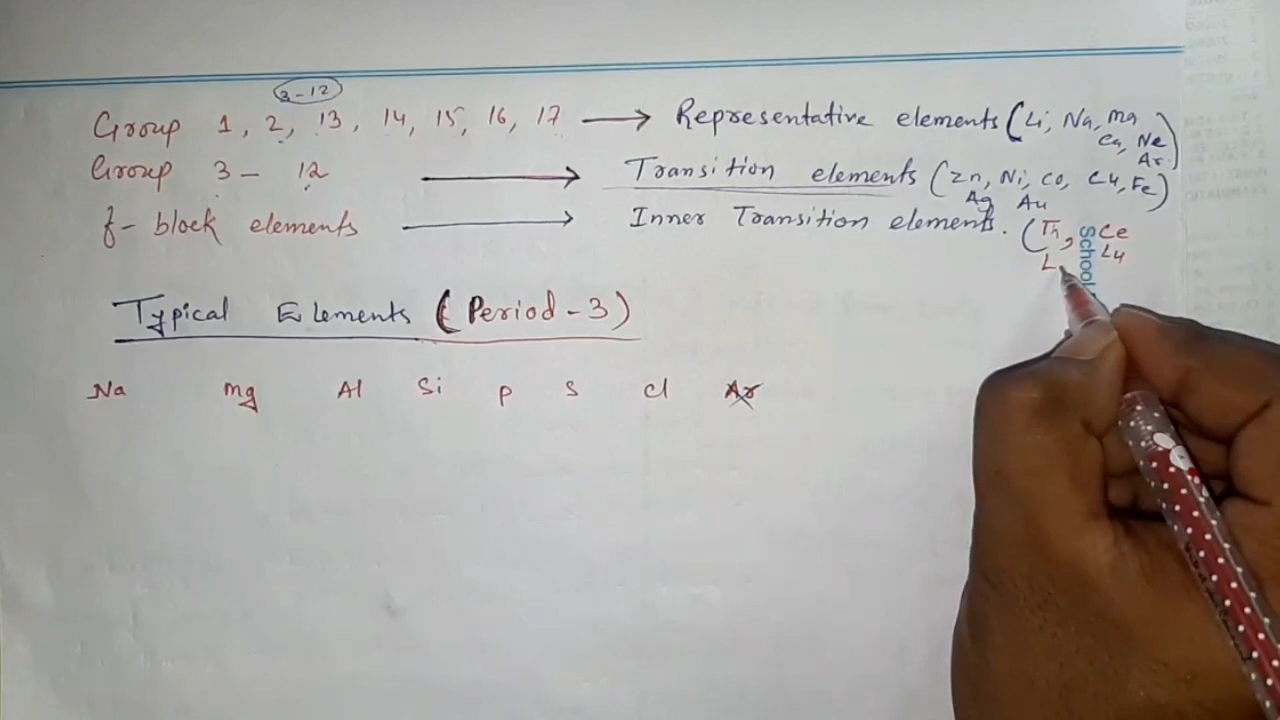 3-12
Group 1, 2, 13, 14, 15, 16, 17 → Representative elements (Li, Na, Mg
Ca, Ne
Ar)
Group 3 - 12 → Transition elements (Zn, Ni, Co, Cu, Fe)
Ag Au
f- block elements → Inner Transition elements. (Th, Ce
Lu
L
School
Typical Elements (Period-3)
Na Mg Al Si P S Cl Ar